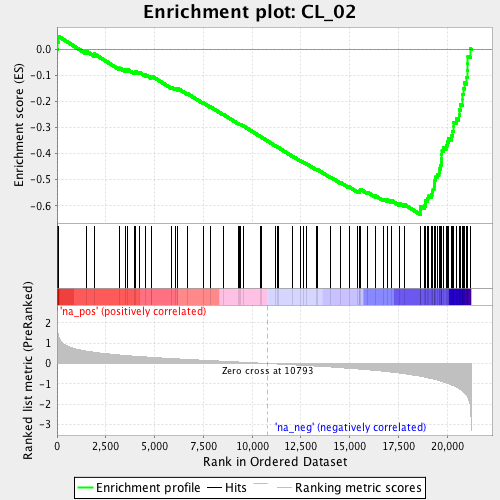 Enrichment plot: CL_02
Enrichment score (ES)
0.0
-0.1
-0.2
-0.3
-0.4
-0.5
-0.6
'na_pos' (positively correlated)
Ranked list metric (PreRanked)
2
1
0
-1
-2
-3
Zero cross at 10793
'na_neg' (negatively correlated)
0 2,500 5,000 7,500 10,000 12,500 15,000 17,500 20,000
Rank in Ordered Dataset
Enrichment profile Hits Ranking metric scores